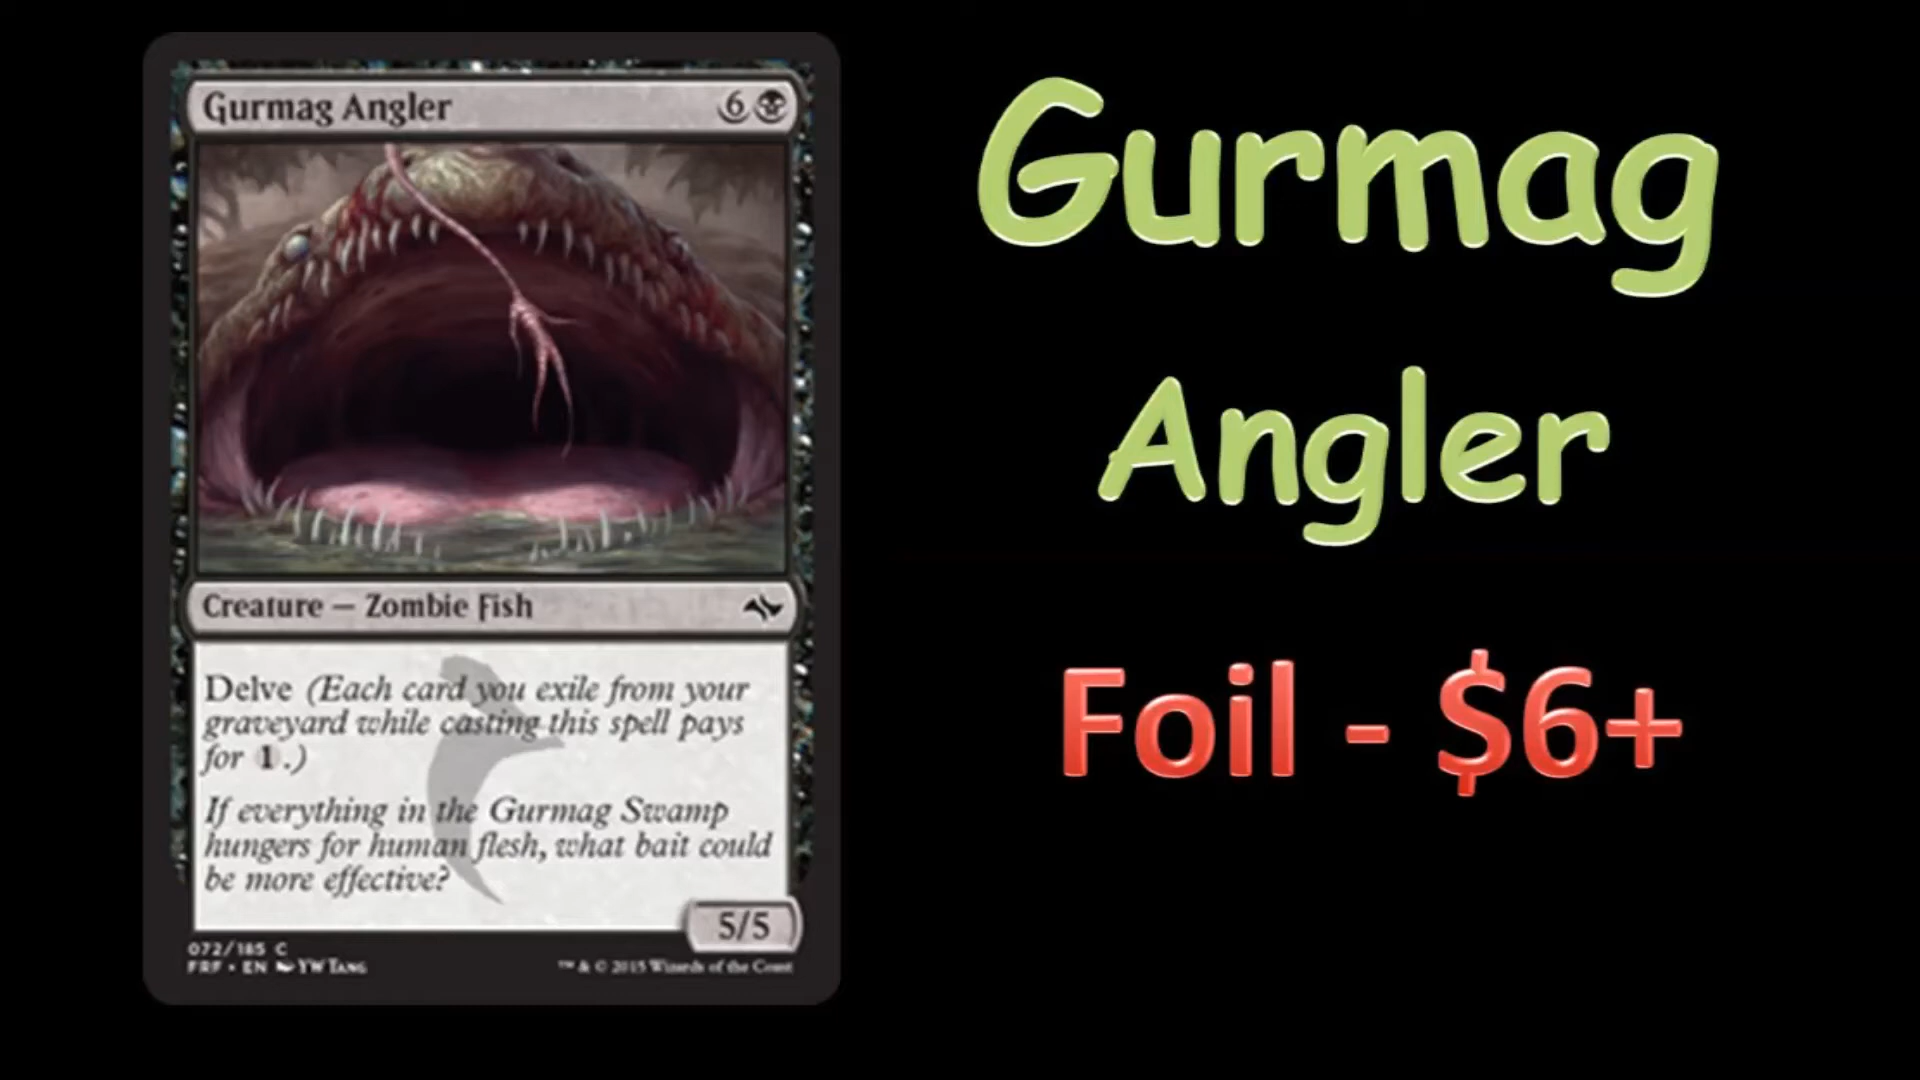 Gurmag Angler 6
Creature — Zombie Fish
Delve (Each card you exile from your
graveyard while casting this spell pays
for 1.)
If everything in the Gurmag Swamp
hungers for human flesh, what bait could
be more effective?
5/5
072/185 C
FRF • EN YW Tang
™ & © 2015 Wizards of the Coast
Gurmag
Angler
Foil - $6+